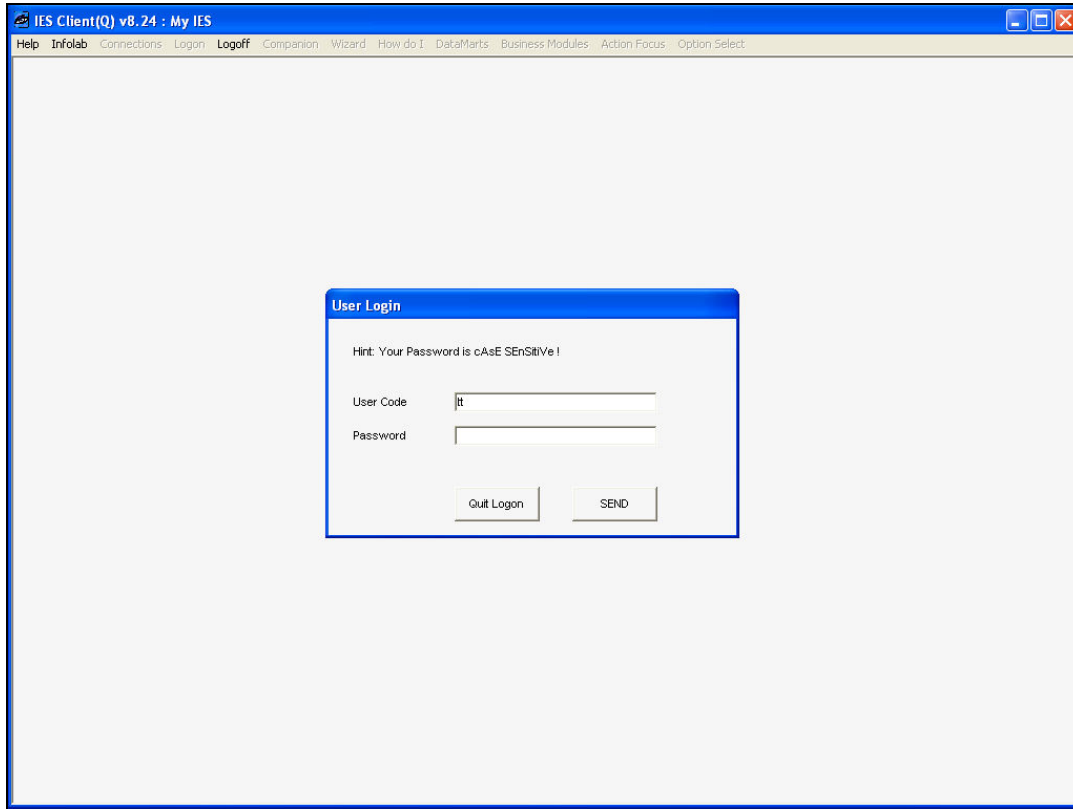 IES Client(Q) v8.24 : My IES
Help Infolab Connections Logon Logoff Companion Wizard How do I DataMarts Business Modules Action Focus Option Select
User Login
Hint: Your Password is cAsE SEnSitiVe !
User Code tt
Password
Quit Logon SEND